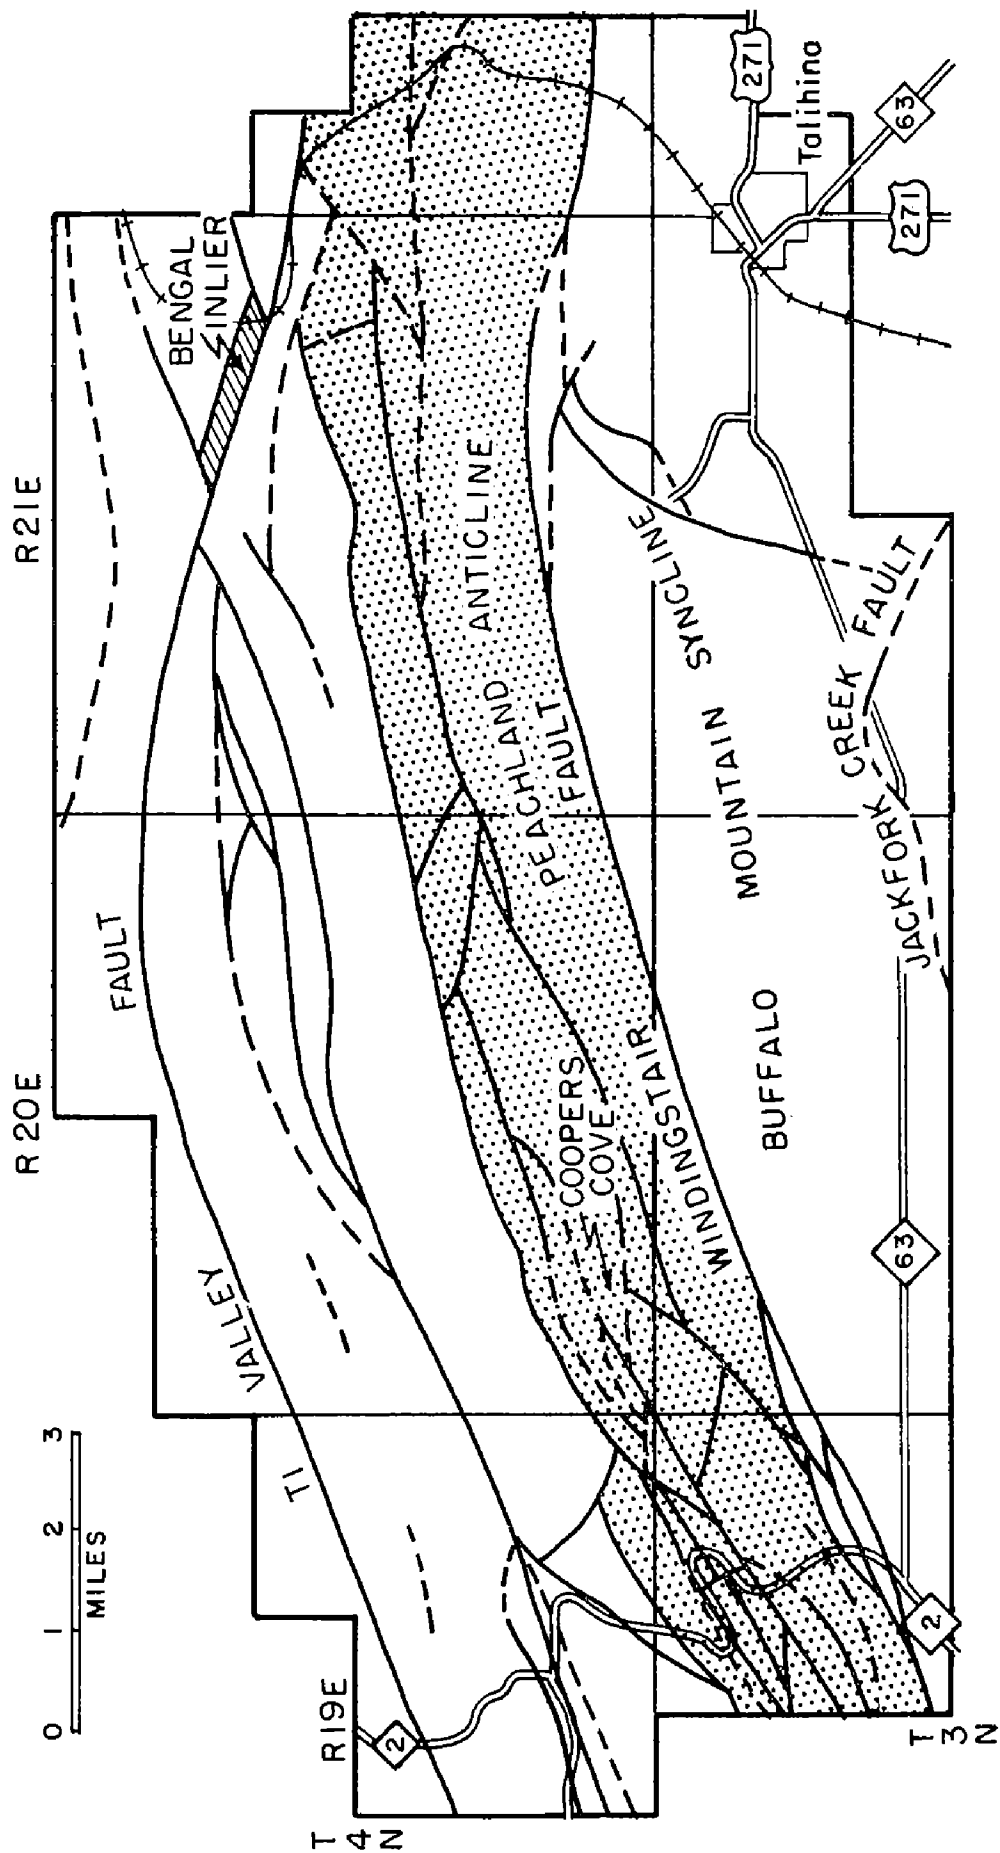 R19E
R20E
R21E
T
4
N
T
3
N
0 1 2 3
MILES
TI VALLEY FAULT
BENGAL
INLIER
PEACHLAND ANTICLINE
COOPERS
COVE
WINDINGSTAIR FAULT
BUFFALO MOUNTAIN SYNCLINE
JACKFORK CREEK FAULT
Talihina
2
2
63
63
271
271